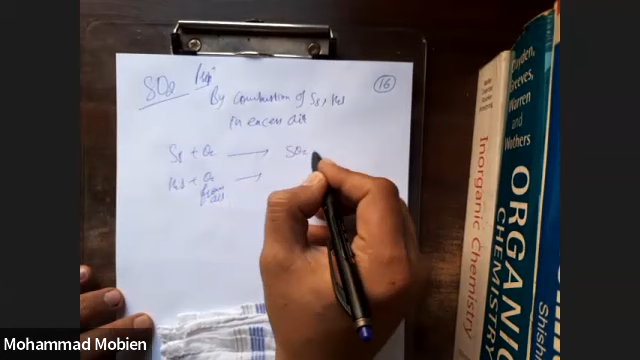 SO2
16
By combustion of S8, H2S
in excess air
S8 + O2 → SO2
H2S + O2 →
from
air
Inorganic Chemistry
Clayden,
Greeves,
Warren
and
Wothers
ORGANIC
CHEMISTRY
Mohammad Mobien